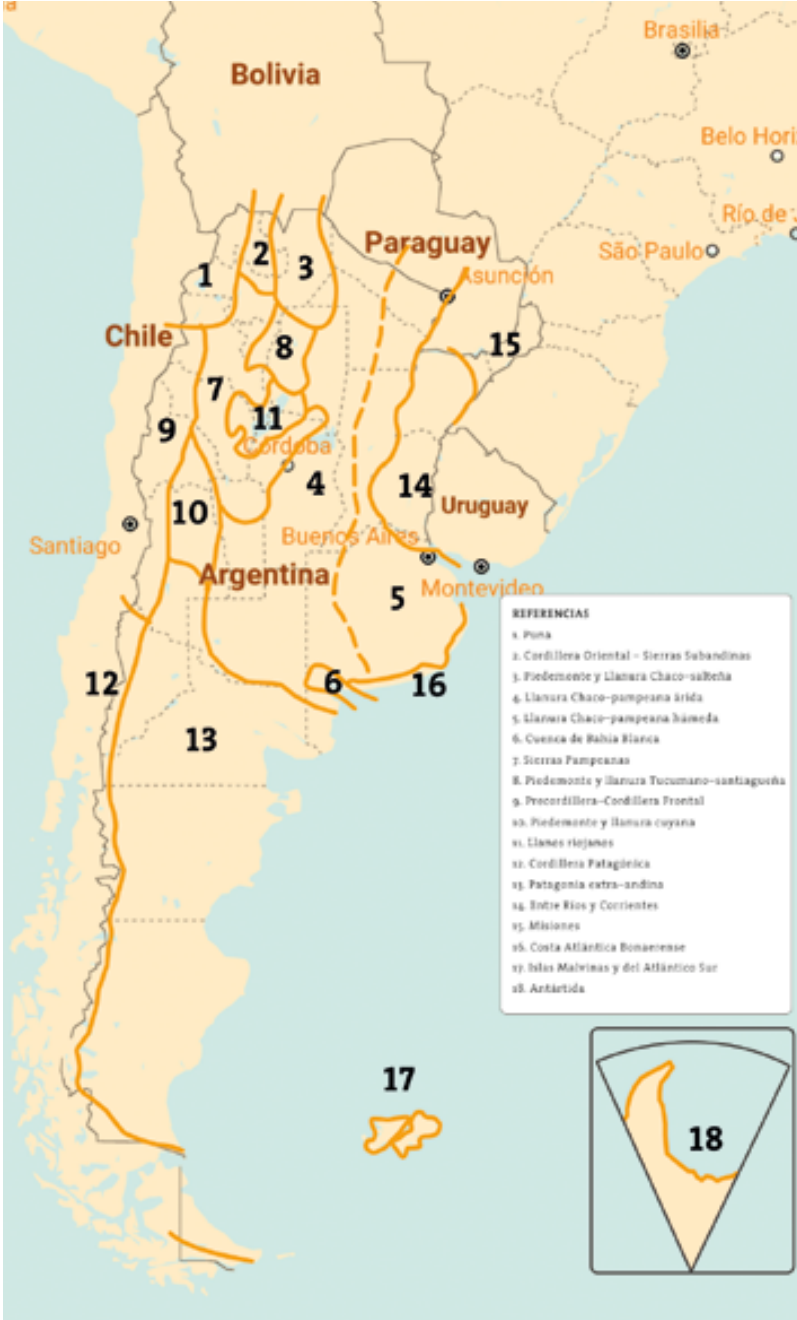 a
Brasilia
Bolivia
Belo Hori
Río de J
Paraguay
São Paulo
Asunción
2
3
1
Chile
15
8
7
11
9
Córdoba
4
14
10
Uruguay
Santiago
Buenos Aires
Argentina
Montevideo
5
12
6
16
13
REFERENCIAS
1. Puna
2. Cordillera Oriental – Sierras Subandinas
3. Piedemonte y Llanura Chaco-salteña
4. Llanura Chaco-pampeana árida
5. Llanura Chaco-pampeana húmeda
6. Cuenca de Bahía Blanca
7. Sierras Pampeanas
8. Piedemonte y llanura Tucumano-santiagueña
9. Precordillera-Cordillera Frontal
10. Piedemonte y llanura cuyana
11. Llanos riojanos
12. Cordillera Patagónica
13. Patagonia extra-andina
14. Entre Ríos y Corrientes
15. Misiones
16. Costa Atlántica Bonaerense
17. Islas Malvinas y del Atlántico Sur
18. Antártida
17
18